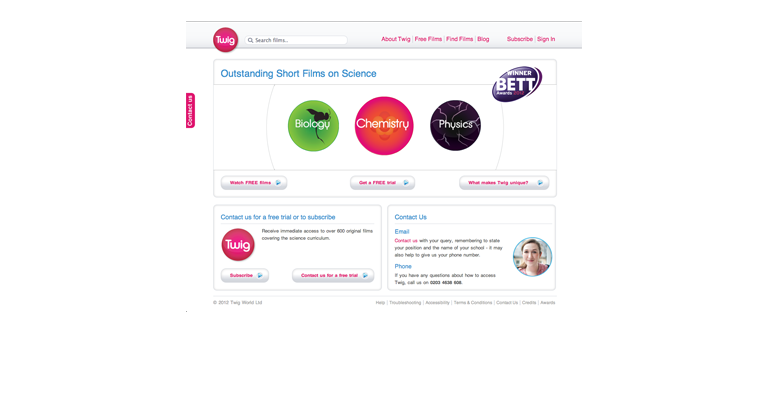 Twig
Search films...
About Twig | Free Films | Find Films | Blog
Subscribe | Sign In
Contact us
Outstanding Short Films on Science
WINNER
BETT
Awards
Biology
Chemistry
Physics
Watch FREE films
Get a FREE trial
What makes Twig unique?
Contact us for a free trial or to subscribe
Twig
Receive immediate access to over 600 original films
covering the science curriculum.
Subscribe
Contact us for a free trial
Contact Us
Email
Contact us with your query, remembering to state
your position and the name of your school - it may
also help to give us your phone number.
Phone
If you have any questions about how to access
Twig, call us on 0203 4638 808.
© 2012 Twig World Ltd
Help | Troubleshooting | Accessibility | Terms & Conditions | Contact Us | Credits | Awards